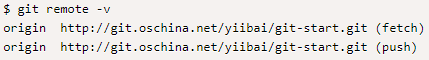 $ git remote -v
origin  http://git.oschina.net/yiibai/git-start.git (fetch)
origin  http://git.oschina.net/yiibai/git-start.git (push)